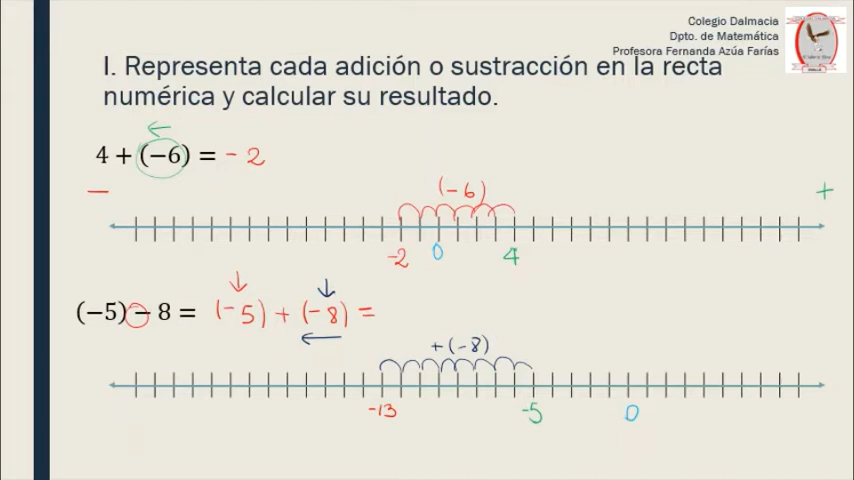 Colegio Dalmacia
Dpto. de Matemática
Profesora Fernanda Azúa Farías
I. Representa cada adición o sustracción en la recta
numérica y calcular su resultado.
4 + (−6) = -2
− (-6) +
-2 0 4
(−5) − 8 = (-5) + (-8) =
+(-8)
-13 -5 0